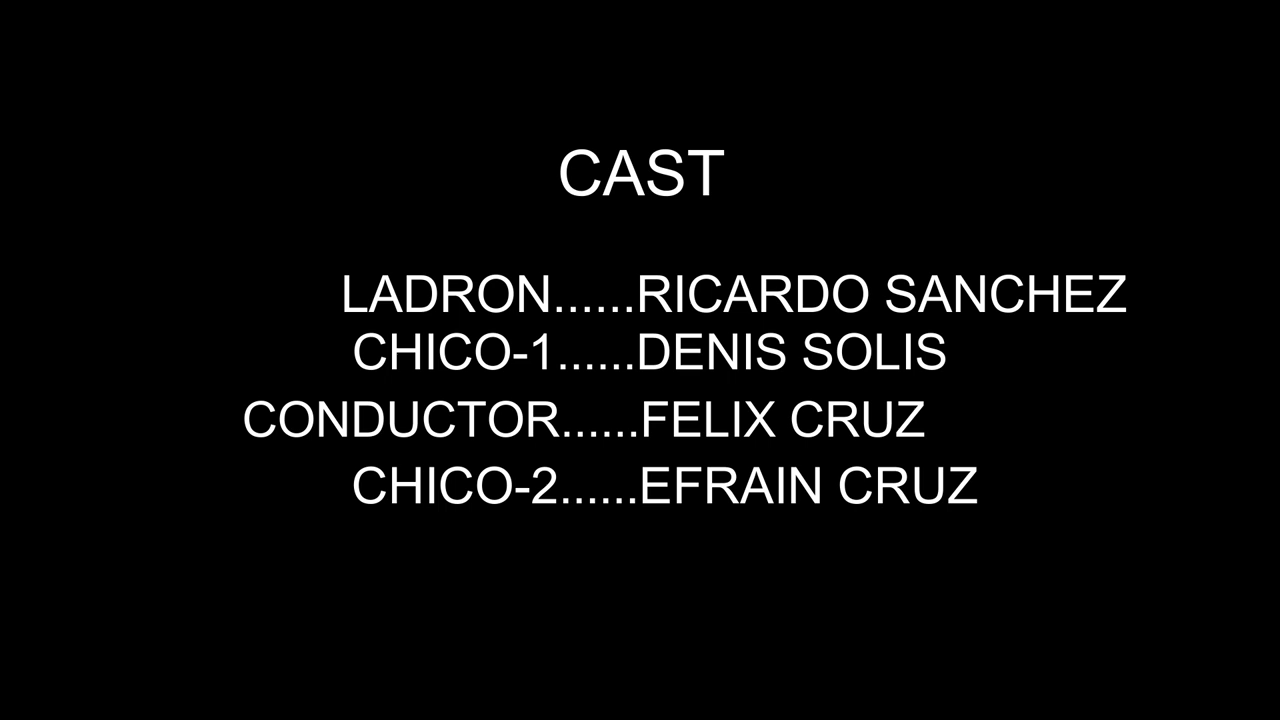 CAST
LADRON......RICARDO SANCHEZ
CHICO-1......DENIS SOLIS
CONDUCTOR......FELIX CRUZ
CHICO-2......EFRAIN CRUZ